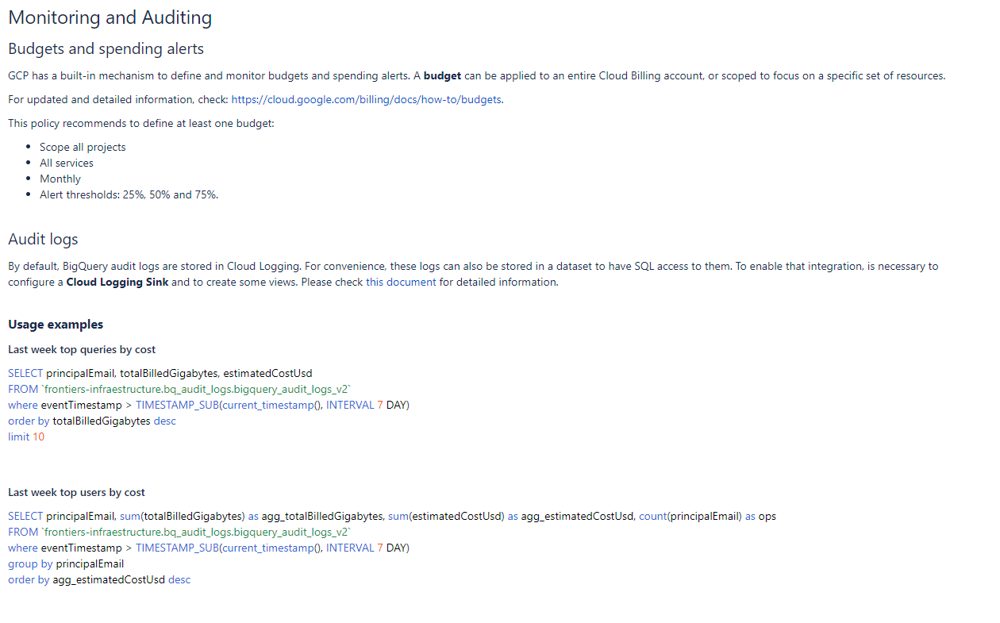 Monitoring and Auditing
Budgets and spending alerts
GCP has a built-in mechanism to define and monitor budgets and spending alerts. A budget can be applied to an entire Cloud Billing account, or scoped to focus on a specific set of resources.
For updated and detailed information, check: https://cloud.google.com/billing/docs/how-to/budgets.
This policy recommends to define at least one budget:
• Scope all projects
• All services
• Monthly
• Alert thresholds: 25%, 50% and 75%.
Audit logs
By default, BigQuery audit logs are stored in Cloud Logging. For convenience, these logs can also be stored in a dataset to have SQL access to them. To enable that integration, is necessary to
configure a Cloud Logging Sink and to create some views. Please check this document for detailed information.
Usage examples
Last week top queries by cost
SELECT principalEmail, totalBilledGigabytes, estimatedCostUsd
FROM `frontiers-infraestructure.bq_audit_logs.bigquery_audit_logs_v2`
where eventTimestamp > TIMESTAMP_SUB(current_timestamp(), INTERVAL 7 DAY)
order by totalBilledGigabytes desc
limit 10
Last week top users by cost
SELECT principalEmail, sum(totalBilledGigabytes) as agg_totalBilledGigabytes, sum(estimatedCostUsd) as agg_estimatedCostUsd, count(principalEmail) as ops
FROM `frontiers-infraestructure.bq_audit_logs.bigquery_audit_logs_v2`
where eventTimestamp > TIMESTAMP_SUB(current_timestamp(), INTERVAL 7 DAY)
group by principalEmail
order by agg_estimatedCostUsd desc